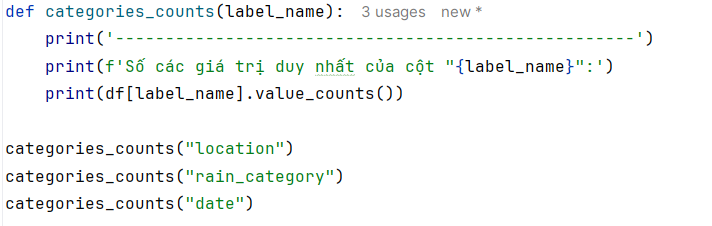 def categories_counts(label_name): 3 usages new *
    print('----------------------------------------------------')
    print(f'Số các giá trị duy nhất của cột "{label_name}":')
    print(df[label_name].value_counts())
categories_counts("location")
categories_counts("rain_category")
categories_counts("date")